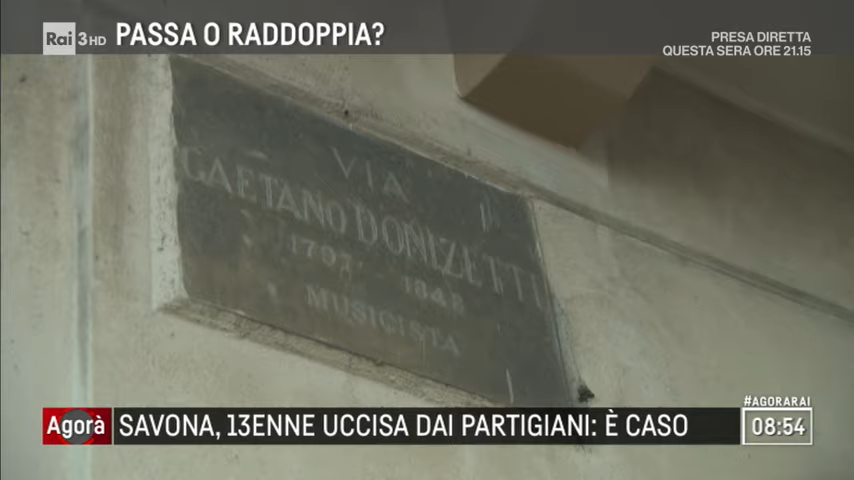 Rai 3HD PASSA O RADDOPPIA?
PRESA DIRETTA
QUESTA SERA ORE 21.15
VIA
GAETANO DONIZETTI
1797 1848
MUSICISTA
#AGORARAI
Agorà SAVONA, 13ENNE UCCISA DAI PARTIGIANI: È CASO 08:54